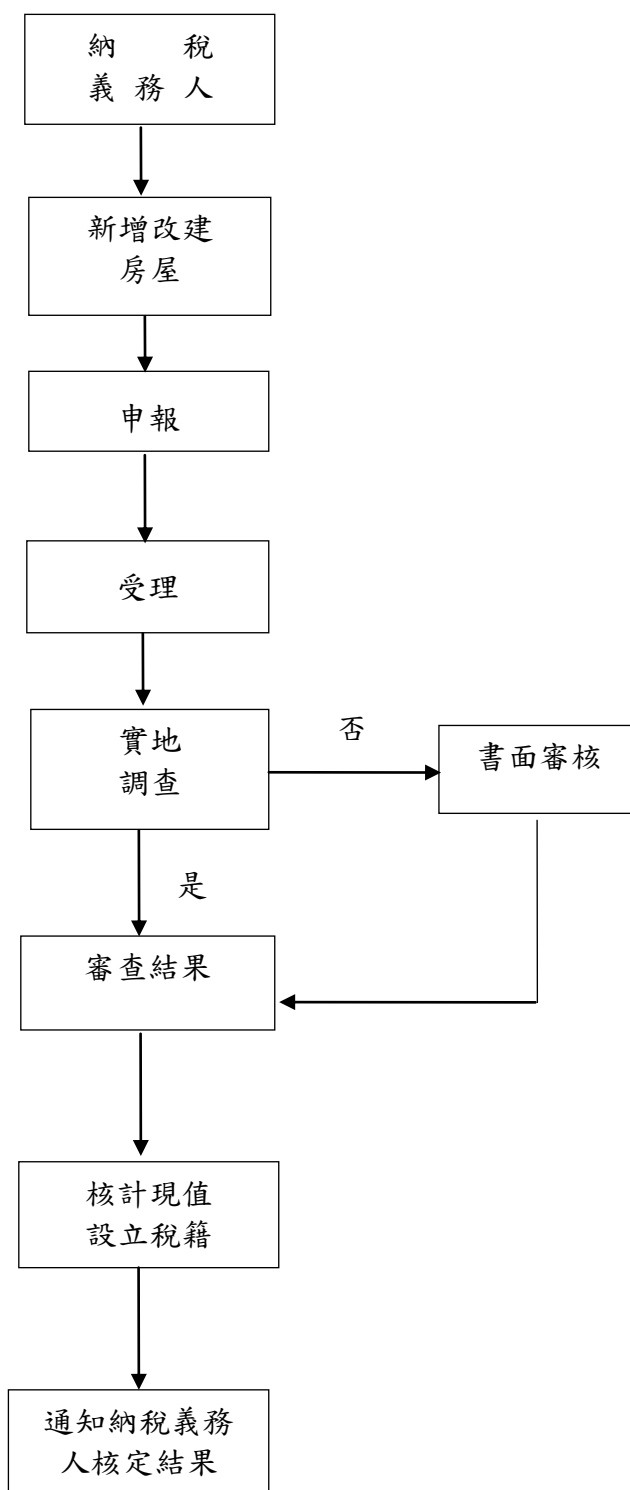 納 稅
義 務 人
新增改建
房屋
申報
受理
實地
調查
否
書面審核
是
審查結果
核計現值
設立稅籍
通知納稅義務
人核定結果